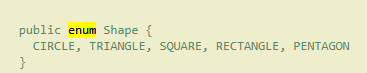 public enum Shape {
CIRCLE, TRIANGLE, SQUARE, RECTANGLE, PENTAGON
}